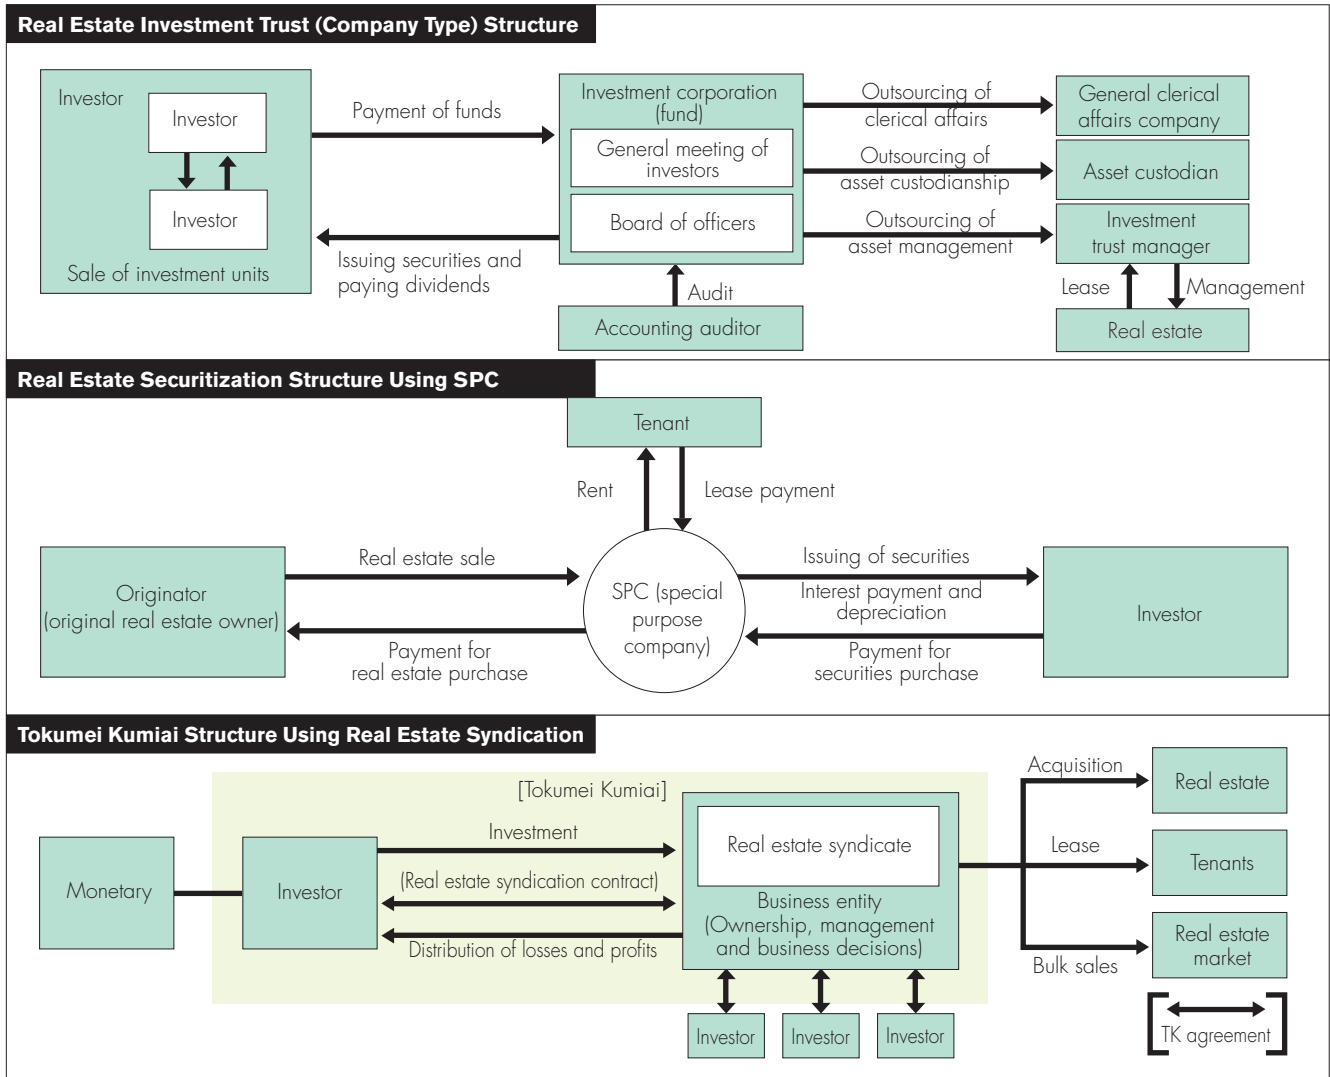 Real Estate Investment Trust (Company Type) Structure
Investor
Investor
Investor
Sale of investment units
Payment of funds
Issuing securities and
paying dividends
Investment corporation
(fund)
General meeting of
investors
Board of officers
Audit
Accounting auditor
Outsourcing of
clerical affairs
Outsourcing of
asset custodianship
Outsourcing of
asset management
General clerical
affairs company
Asset custodian
Investment
trust manager
Lease
Management
Real estate
Real Estate Securitization Structure Using SPC
Tenant
Rent
Lease payment
Originator
(original real estate owner)
Real estate sale
Payment for
real estate purchase
SPC (special
purpose
company)
Issuing of securities
Interest payment and
depreciation
Payment for
securities purchase
Investor
Tokumei Kumiai Structure Using Real Estate Syndication
[Tokumei Kumiai]
Monetary
Investor
Investment
(Real estate syndication contract)
Distribution of losses and profits
Real estate syndicate
Business entity
(Ownership, management
and business decisions)
Investor
Investor
Investor
Acquisition
Lease
Bulk sales
Real estate
Tenants
Real estate
market
TK agreement